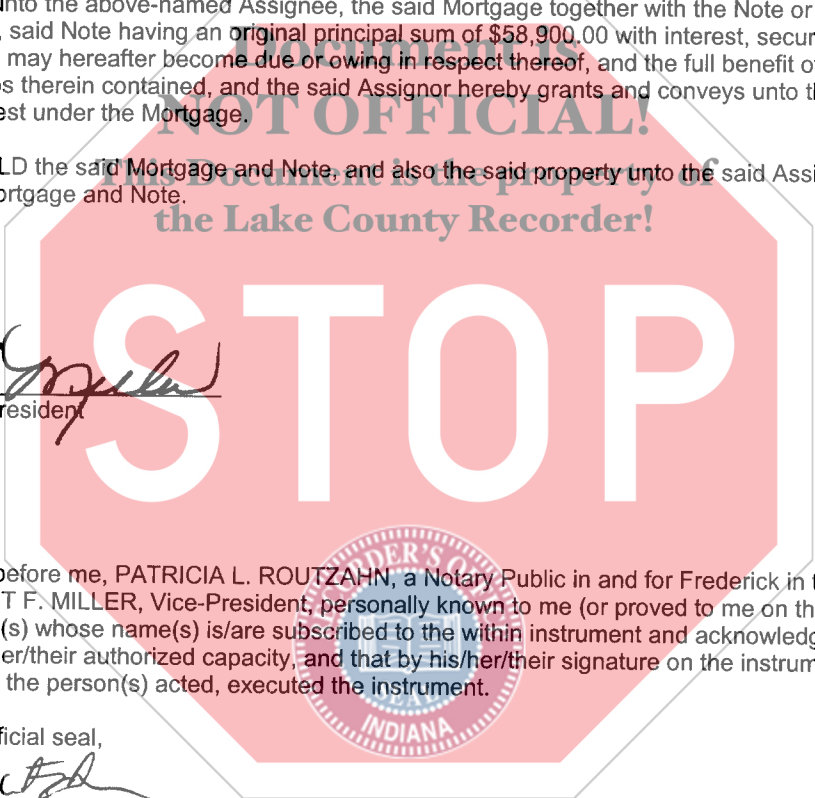 unto the above-named Assignee, the said Mortgage together with the Note or
, said Note having an original principal sum of $58,900.00 with interest, secur
may hereafter become due or owing in respect thereof, and the full benefit of
s therein contained, and the said Assignor hereby grants and conveys unto t
est under the Mortgage.
Document is
NOT OFFICIAL!
This Document is the property of
the Lake County Recorder!
LD the said Mortgage and Note, and also the said property unto the said Assi
ortgage and Note.
STOP
resident
before me, PATRICIA L. ROUTZAHN, a Notary Public in and for Frederick in t
T F. MILLER, Vice-President, personally known to me (or proved to me on th
(s) whose name(s) is/are subscribed to the within instrument and acknowledg
er/their authorized capacity, and that by his/her/their signature on the instrum
the person(s) acted, executed the instrument.
SEAL
INDIANA
ficial seal,